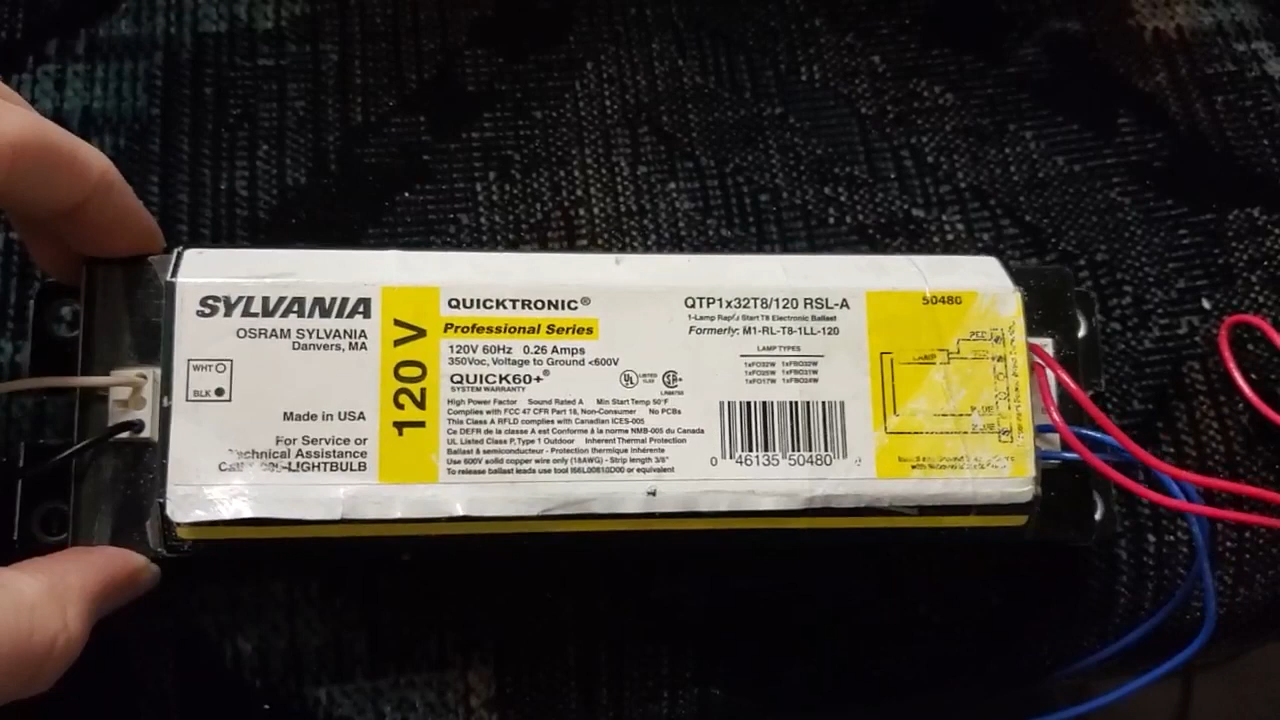 SYLVANIA
OSRAM SYLVANIA
Danvers, MA
WHT
BLK
Made in USA
For Service or
Technical Assistance
LIGHTBULB
120 V
QUICKTRONIC®
Professional Series
120V 60Hz 0.26 Amps
350Voc, Voltage to Ground <600V
QUICK60+®
SYSTEM WARRANTY
UL LISTED
High Power Factor Sound Rated A Min Start Temp 50°F
Complies with FCC 47 CFR Part 18, Non-Consumer No PCBs
This Class A RFLD complies with Canadian ICES-005
Ce DEFR de la classe A est Conforme à la norme NMB-005 du Canada
UL Listed Class P, Type 1 Outdoor Inherent Thermal Protection
Ballast à semiconducteur - Protection thermique Inhérente
Use 600V solid copper wire only (18AWG) - Strip length 3/8"
To release ballast leads use tool or equivalent
QTP1x32T8/120 RSL-A
1-Lamp Rapid Start T8 Electronic Ballast
Formerly: M1-RL-T8-1LL-120
LAMP TYPES
1xFO32W 1xFBO32W
1xFO25W 1xFBO31W
1xFO17W 1xFBO24W
0 46135 50480
50480
RED
LAMP
BLUE
BLUE